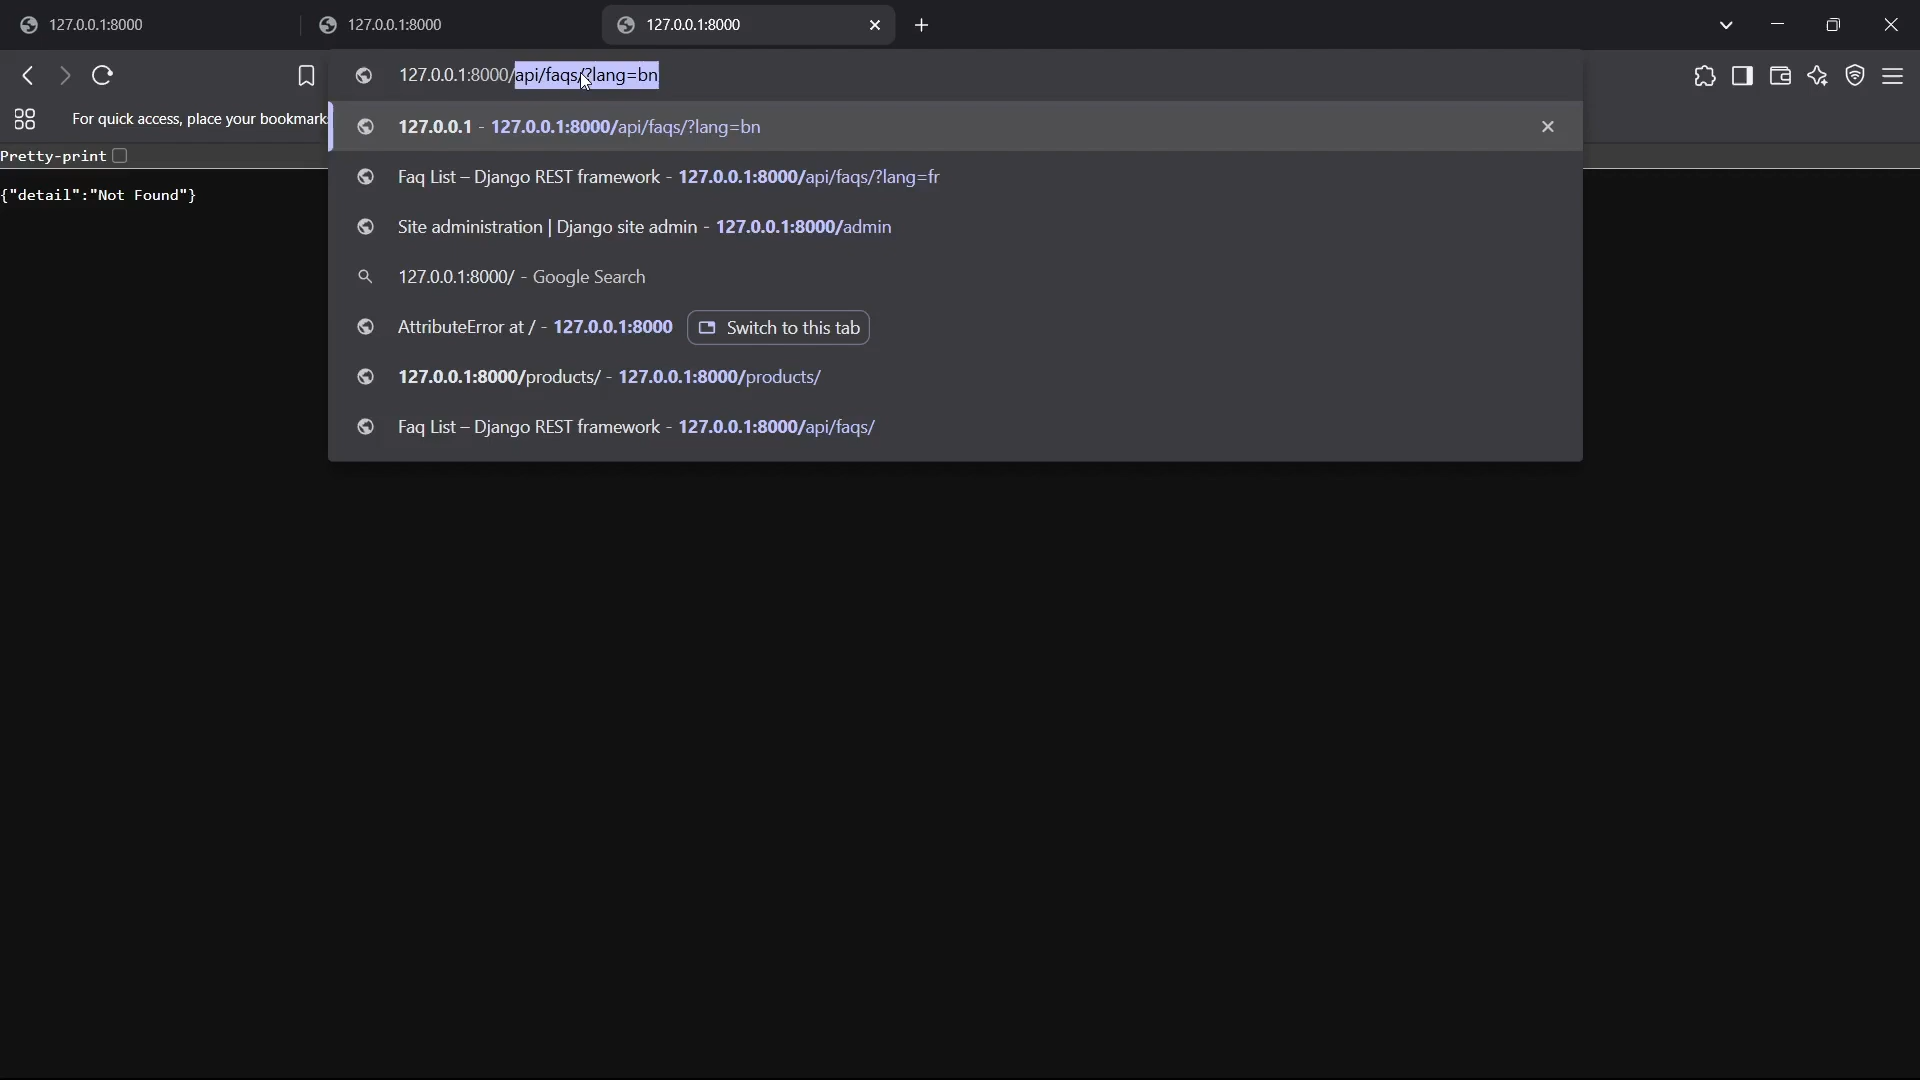 127.0.0.1:8000
127.0.0.1:8000
127.0.0.1:8000
127.0.0.1:8000/api/faqs/?lang=bn
For quick access, place your bookmark
127.0.0.1 - 127.0.0.1:8000/api/faqs/?lang=bn
Pretty-print
Faq List – Django REST framework - 127.0.0.1:8000/api/faqs/?lang=fr
{"detail":"Not Found"}
Site administration | Django site admin - 127.0.0.1:8000/admin
127.0.0.1:8000/ - Google Search
AttributeError at / - 127.0.0.1:8000 Switch to this tab
127.0.0.1:8000/products/ - 127.0.0.1:8000/products/
Faq List – Django REST framework - 127.0.0.1:8000/api/faqs/